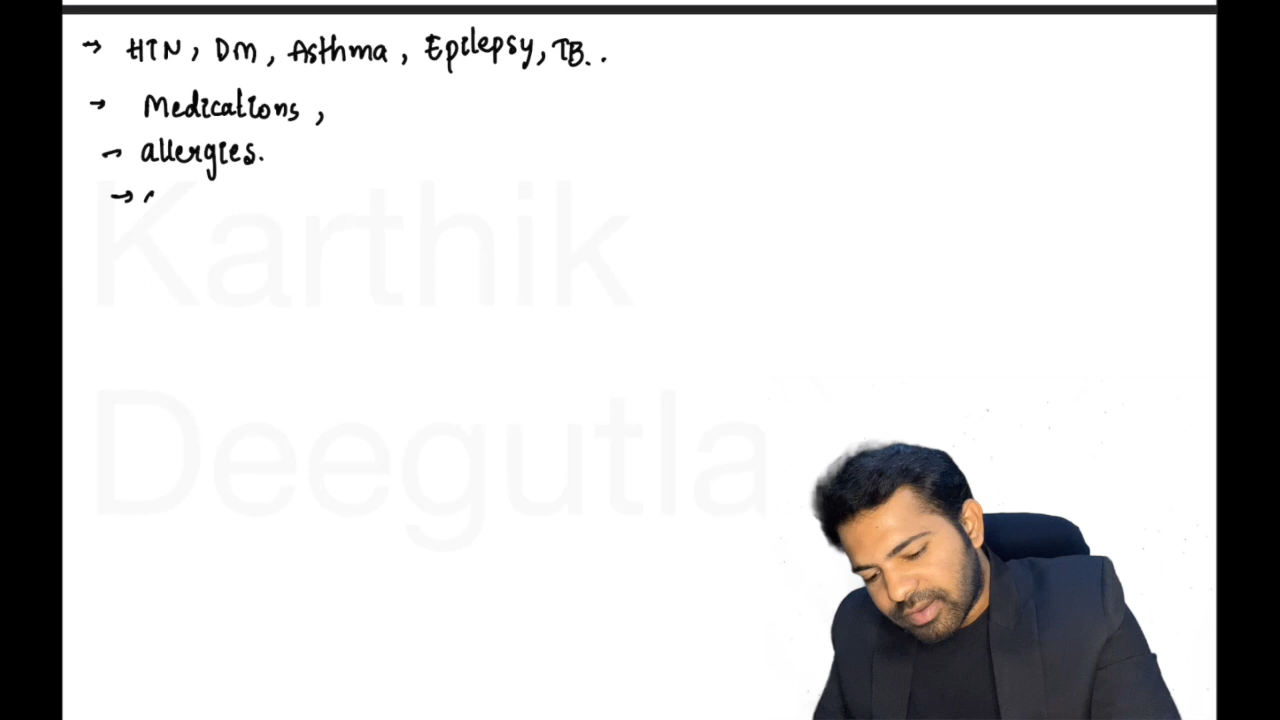 → HTN, DM, Asthma, Epilepsy, TB..
→ Medications,
→ allergies.
→
Karthik
Deegutla